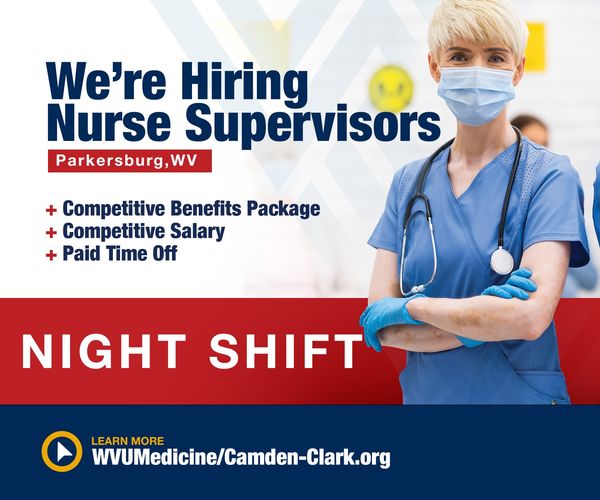 We're Hiring
Nurse Supervisors
Parkersburg,WV
+ Competitive Benefits Package
+ Competitive Salary
+ Paid Time Off
NIGHT SHIFT
LEARN MORE
WVUMedicine/Camden-Clark.org